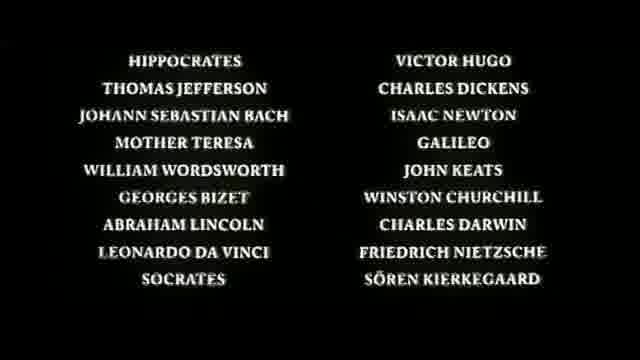 HIPPOCRATES
THOMAS JEFFERSON
JOHANN SEBASTIAN BACH
MOTHER TERESA
WILLIAM WORDSWORTH
GEORGES BIZET
ABRAHAM LINCOLN
LEONARDO DA VINCI
SOCRATES
VICTOR HUGO
CHARLES DICKENS
ISAAC NEWTON
GALILEO
JOHN KEATS
WINSTON CHURCHILL
CHARLES DARWIN
FRIEDRICH NIETZSCHE
SÖREN KIERKEGAARD